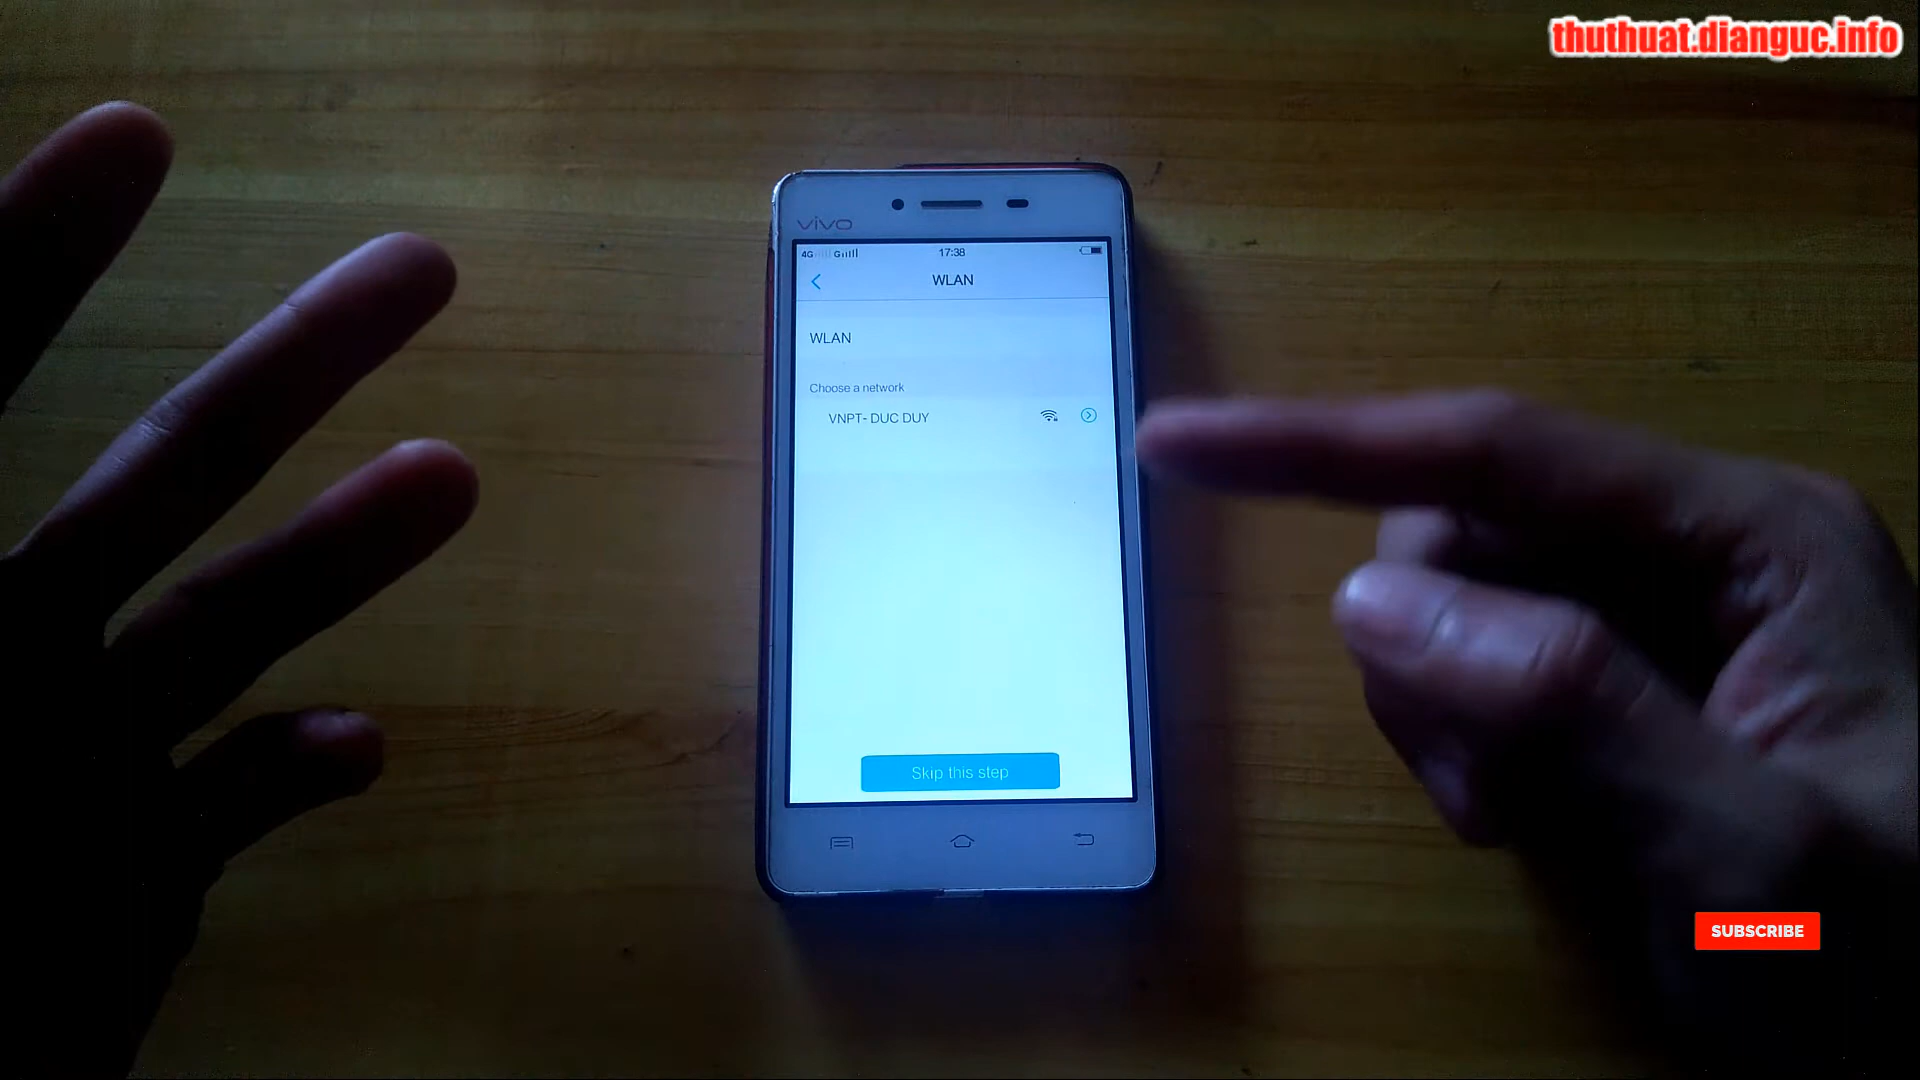 thuthuat.dianguc.info
vivo
4G G 17:38
WLAN
WLAN
Choose a network
VNPT- DUC DUY
Skip this step
SUBSCRIBE